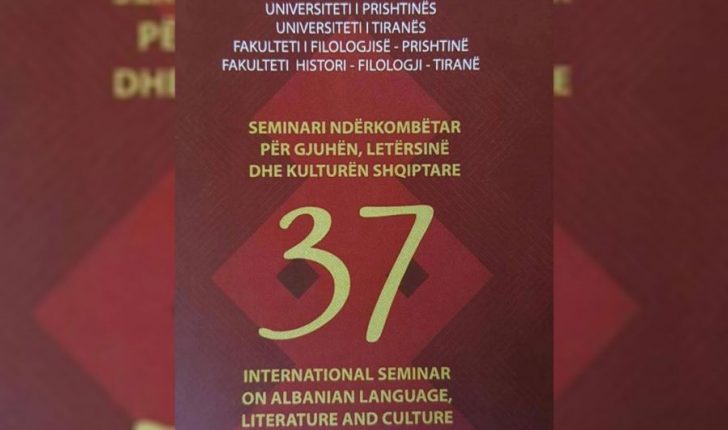 UNIVERSITETI I PRISHTINËS
UNIVERSITETI I TIRANËS
FAKULTETI I FILOLOGJISË - PRISHTINË
FAKULTETI HISTORI - FILOLOGJI - TIRANË
SEMINARI NDËRKOMBËTAR
PËR GJUHËN, LETËRSINË
DHE KULTURËN SHQIPTARE
37
INTERNATIONAL SEMINAR
ON ALBANIAN LANGUAGE,
LITERATURE AND CULTURE